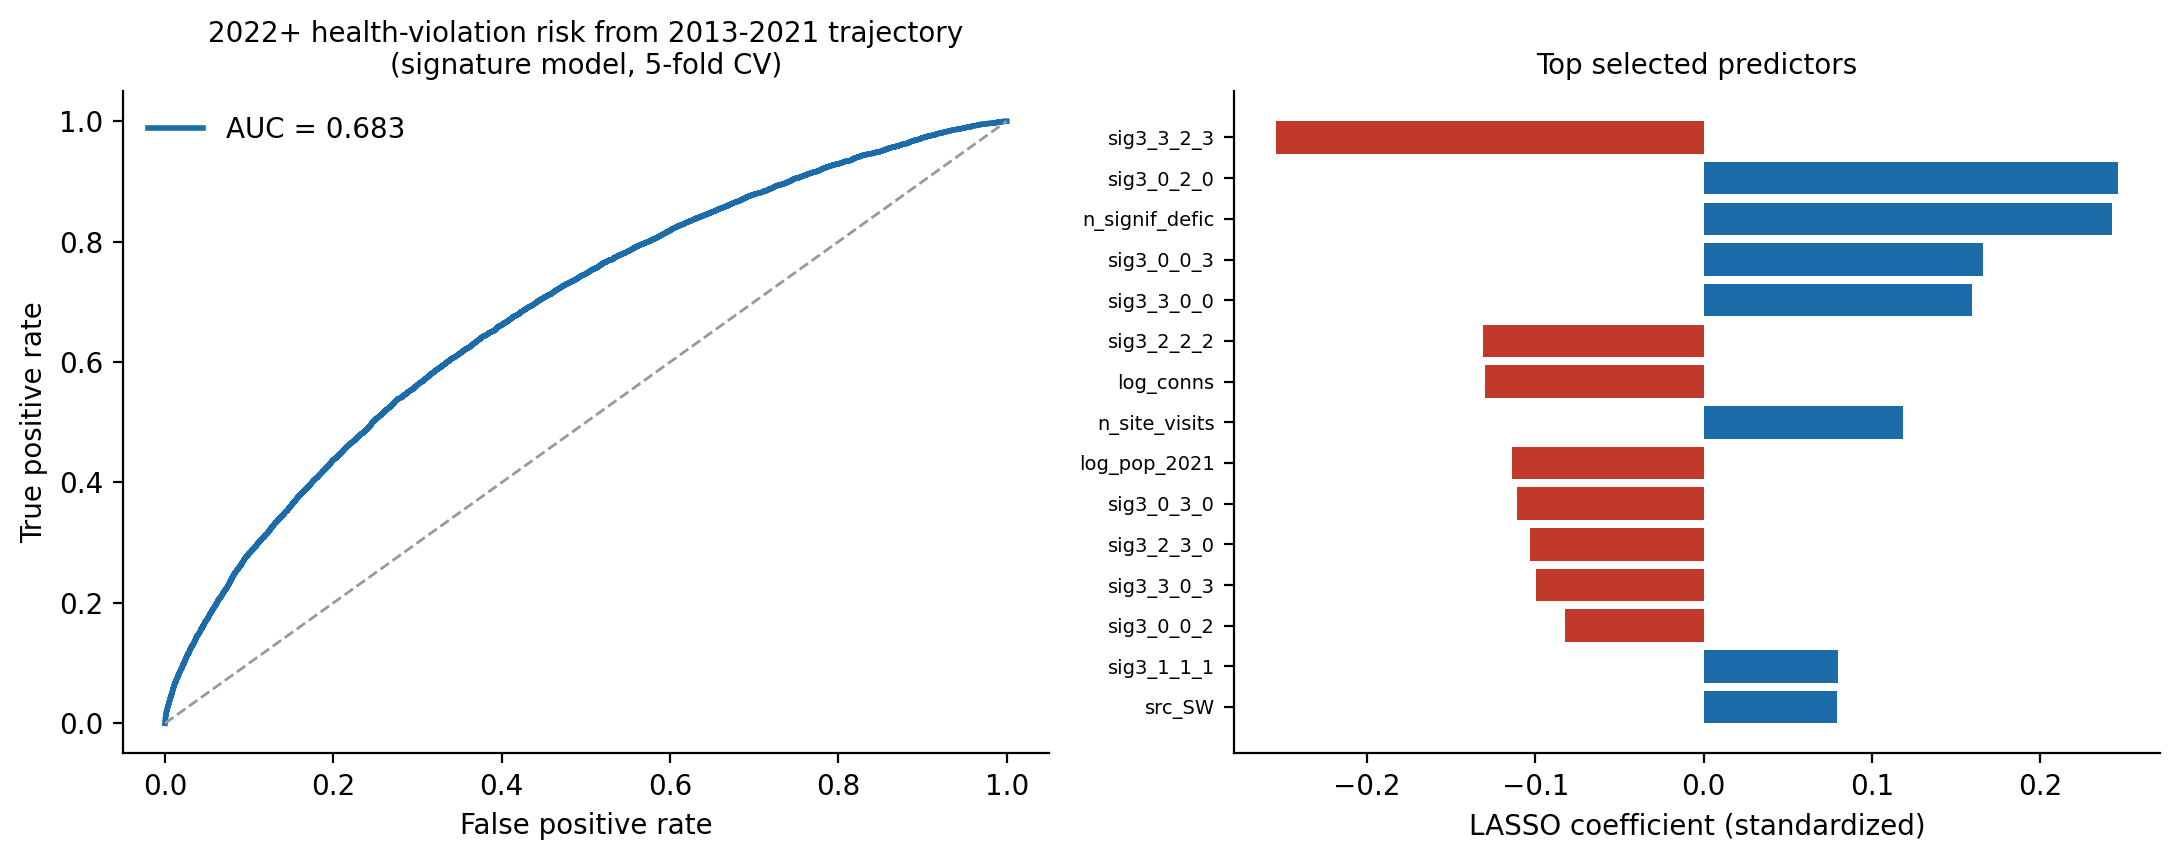 2022+ health-violation risk from 2013-2021 trajectory
(signature model, 5-fold CV)
AUC = 0.683
True positive rate
1.0
0.8
0.6
0.4
0.2
0.0
0.0
0.2
0.4
0.6
0.8
1.0
False positive rate
Top selected predictors
sig3_3_2_3
sig3_0_2_0
n_signif_defic
sig3_0_0_3
sig3_3_0_0
sig3_2_2_2
log_conns
n_site_visits
log_pop_2021
sig3_0_3_0
sig3_2_3_0
sig3_3_0_3
sig3_0_0_2
sig3_1_1_1
src_SW
−0.2
−0.1
0.0
0.1
0.2
LASSO coefficient (standardized)